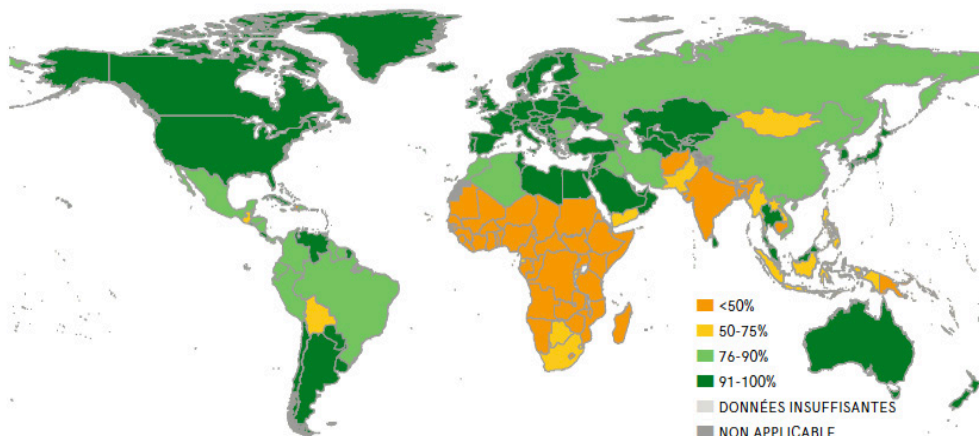 <50%
50-75%
76-90%
91-100%
DONNÉES INSUFFISANTES
NON APPLICABLE